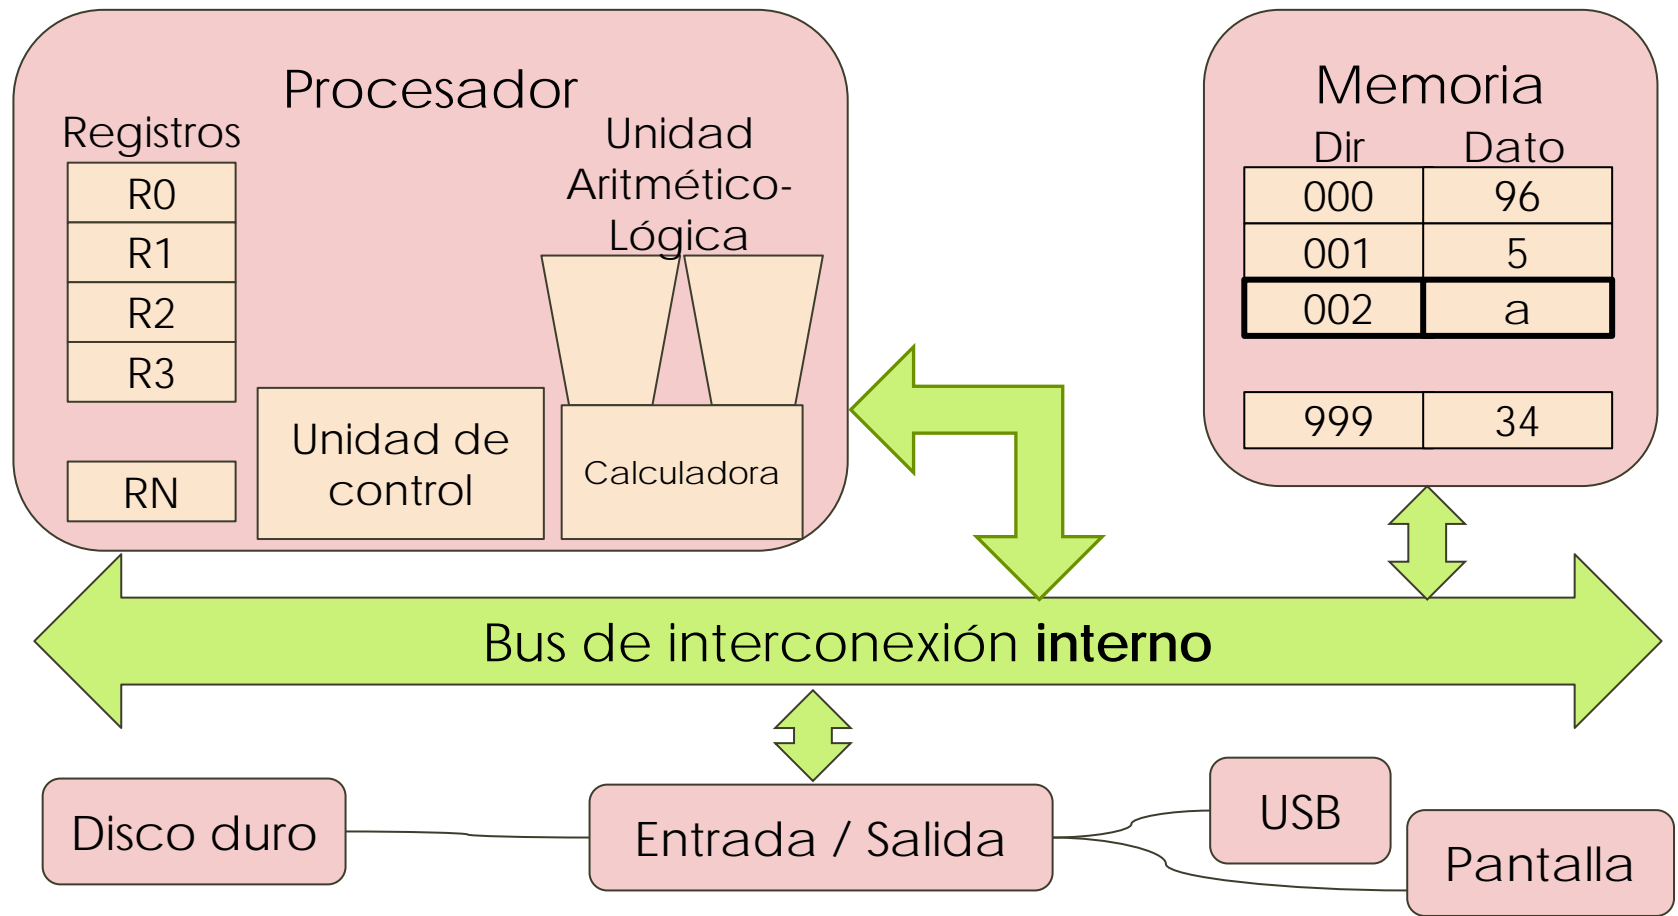 Procesador
Registros
R0
R1
R2
R3
RN
Unidad de
control
Unidad
Aritmético-
Lógica
Calculadora
Memoria
Dir Dato
000 96
001 5
002 a
999 34
Bus de interconexión interno
Disco duro
Entrada / Salida
USB
Pantalla